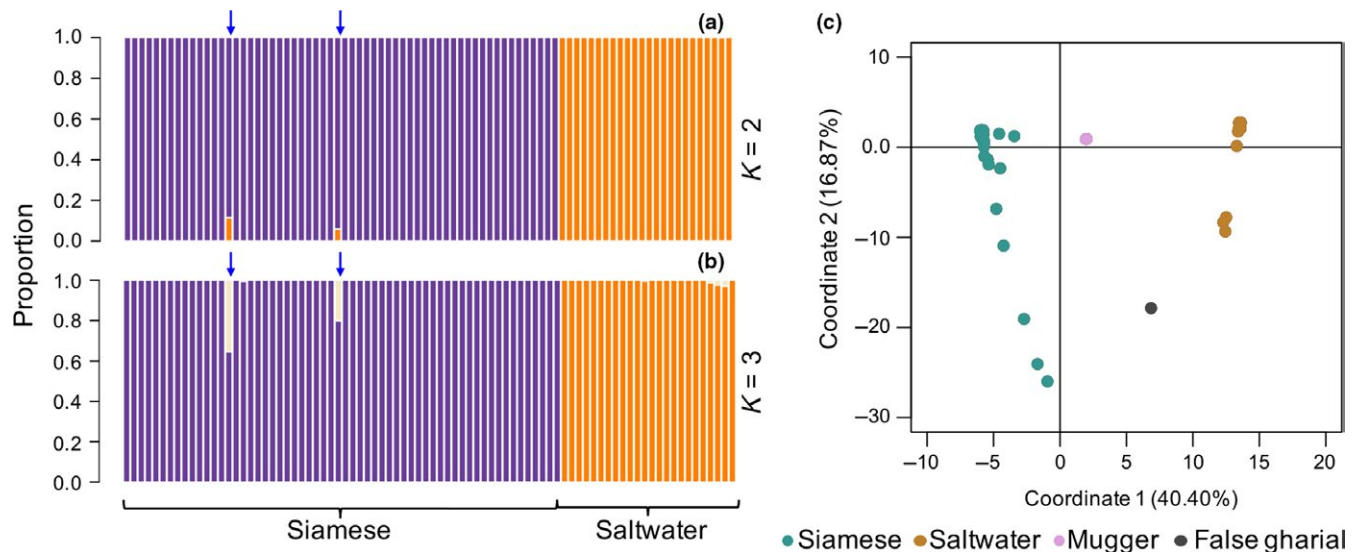 (a)
1.0
0.8
0.6
0.4
0.2
0.0
K = 2
(b)
1.0
0.8
0.6
0.4
0.2
0.0
K = 3
Proportion
Siamese
Saltwater
(c)
10
0.0
–10
–20
–30
Coordinate 2 (16.87%)
–10
–5
0
5
10
15
20
Coordinate 1 (40.40%)
Siamese
Saltwater
Mugger
False gharial